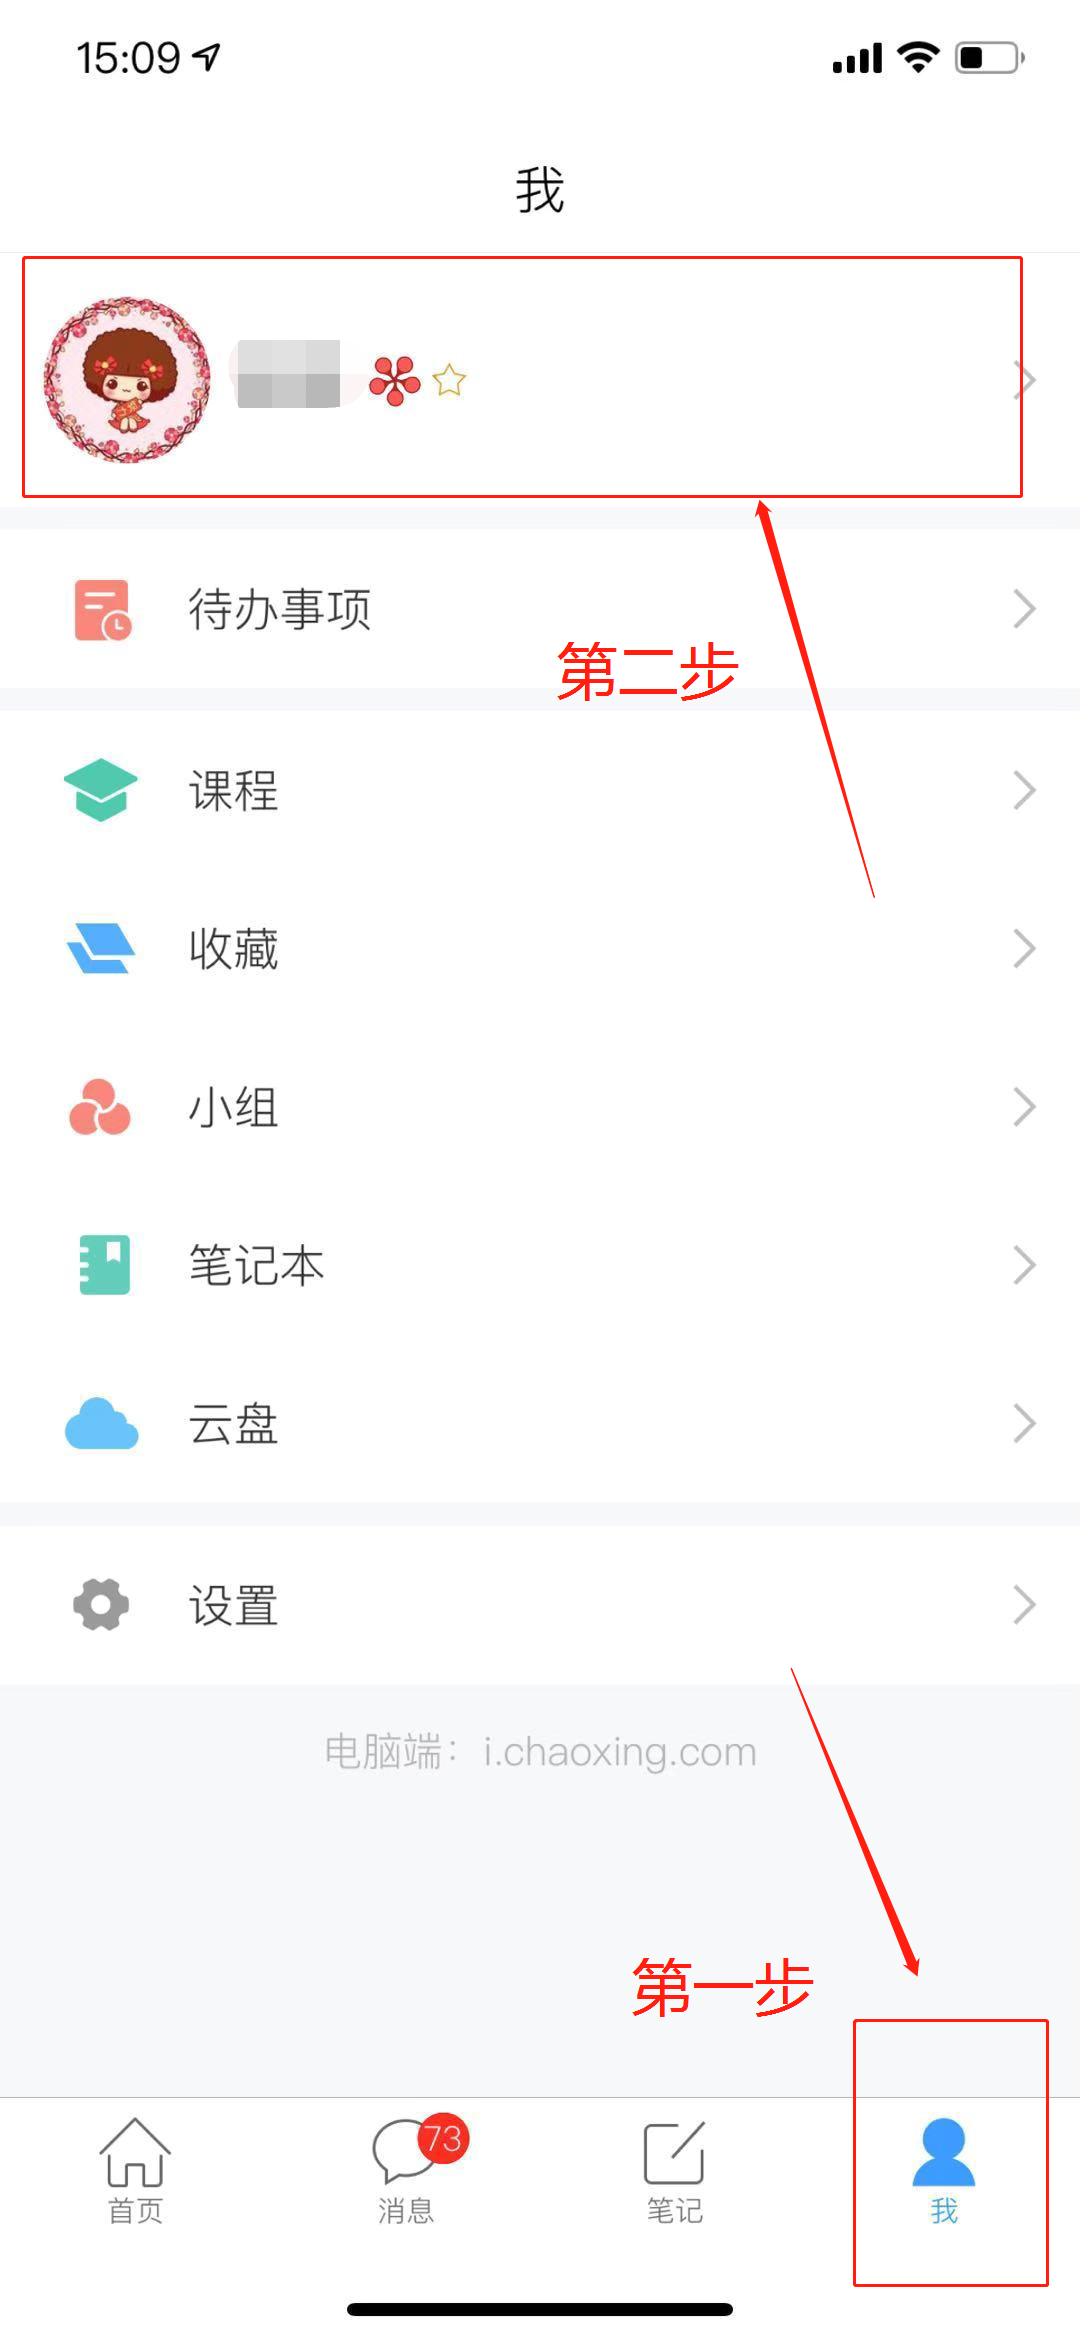 15:09
我
待办事项
第二步
课程
收藏
小组
笔记本
云盘
设置
电脑端：i.chaoxing.com
第一步
73
首页
消息
笔记
我